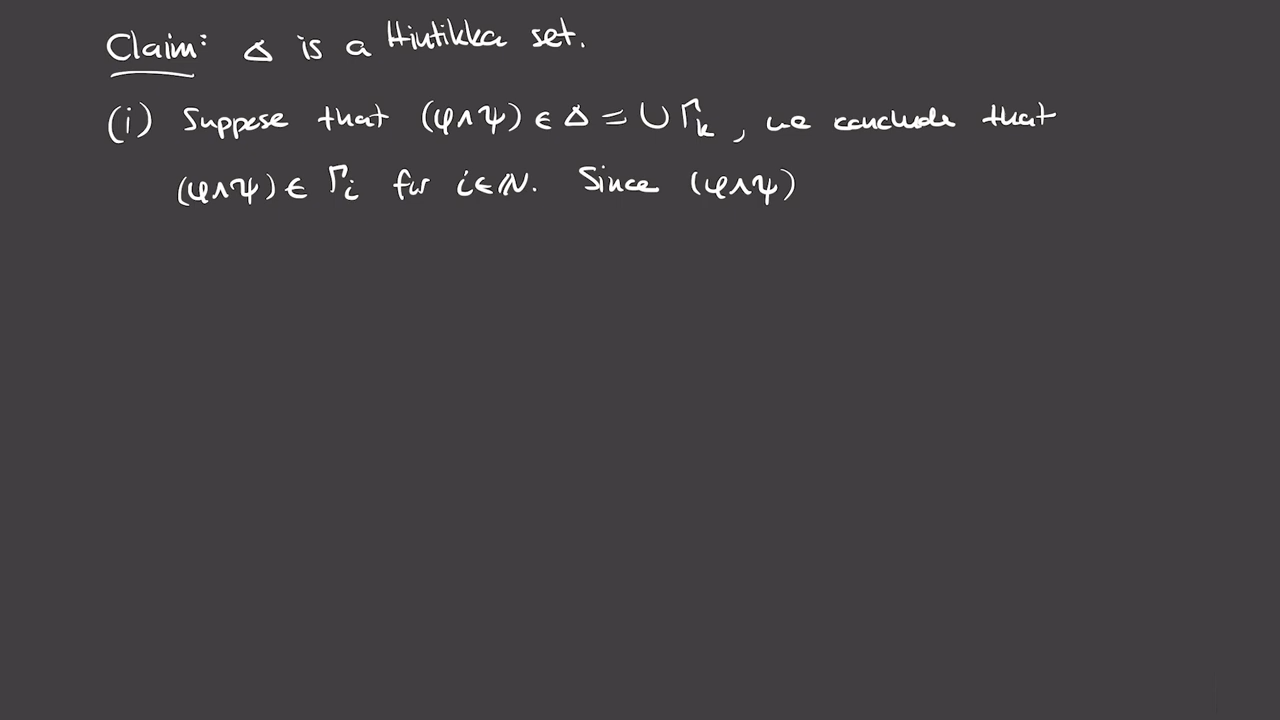 Claim: Δ is a Hintikka set.
(i) Suppose that (φ∧ψ) ∈ Δ = ∪ Γ_k, we conclude that
(φ∧ψ) ∈ Γ_i for i∈ℕ. Since (φ∧ψ)